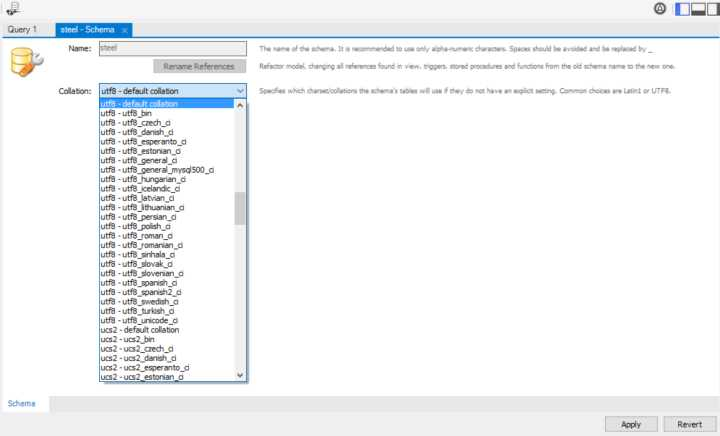 Query 1
steel - Schema
Name:
steel
The name of the schema. It is recommended to use only alpha-numeric characters. Spaces should be avoided and be replaced by _
Rename References
Refactor model, changing all references found in view, triggers, stored procedures and functions from the old schema name to the new one.
Collation:
utf8 - default collation
Specifies which charset/collations the schema's tables will use if they do not have an explicit setting. Common choices are Latin1 or UTF8.
utf8 - default collation
utf8 - utf8_bin
utf8 - utf8_czech_ci
utf8 - utf8_danish_ci
utf8 - utf8_esperanto_ci
utf8 - utf8_estonian_ci
utf8 - utf8_general_ci
utf8 - utf8_general_mysql500_ci
utf8 - utf8_hungarian_ci
utf8 - utf8_icelandic_ci
utf8 - utf8_latvian_ci
utf8 - utf8_lithuanian_ci
utf8 - utf8_persian_ci
utf8 - utf8_polish_ci
utf8 - utf8_roman_ci
utf8 - utf8_romanian_ci
utf8 - utf8_sinhala_ci
utf8 - utf8_slovak_ci
utf8 - utf8_slovenian_ci
utf8 - utf8_spanish_ci
utf8 - utf8_spanish2_ci
utf8 - utf8_swedish_ci
utf8 - utf8_turkish_ci
utf8 - utf8_unicode_ci
ucs2 - default collation
ucs2 - ucs2_bin
ucs2 - ucs2_czech_ci
ucs2 - ucs2_danish_ci
ucs2 - ucs2_esperanto_ci
ucs2 - ucs2_estonian_ci
Schema
Apply
Revert